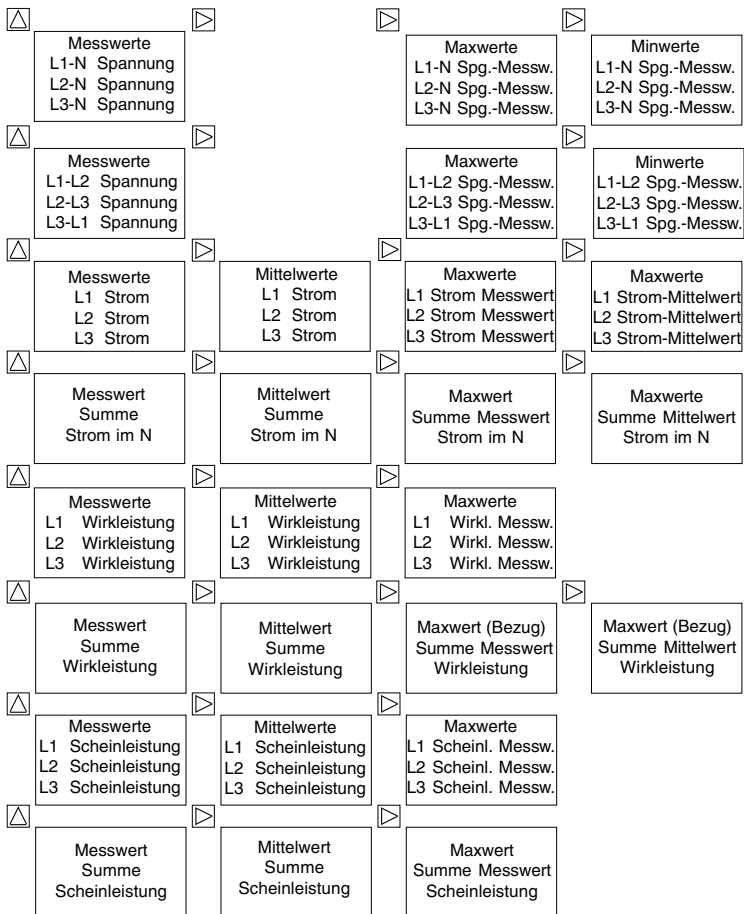 Messwerte
L1-N Spannung
L2-N Spannung
L3-N Spannung
Maxwerte
L1-N Spg.-Messw.
L2-N Spg.-Messw.
L3-N Spg.-Messw.
Minwerte
L1-N Spg.-Messw.
L2-N Spg.-Messw.
L3-N Spg.-Messw.
Messwerte
L1-L2 Spannung
L2-L3 Spannung
L3-L1 Spannung
Maxwerte
L1-L2 Spg.-Messw.
L2-L3 Spg.-Messw.
L3-L1 Spg.-Messw.
Minwerte
L1-L2 Spg.-Messw.
L2-L3 Spg.-Messw.
L3-L1 Spg.-Messw.
Messwerte
L1 Strom
L2 Strom
L3 Strom
Mittelwerte
L1 Strom
L2 Strom
L3 Strom
Maxwerte
L1 Strom Messwert
L2 Strom Messwert
L3 Strom Messwert
Maxwerte
L1 Strom-Mittelwert
L2 Strom-Mittelwert
L3 Strom-Mittelwert
Messwert
Summe
Strom im N
Mittelwert
Summe
Strom im N
Maxwert
Summe Messwert
Strom im N
Maxwerte
Summe Mittelwert
Strom im N
Messwerte
L1 Wirkleistung
L2 Wirkleistung
L3 Wirkleistung
Mittelwerte
L1 Wirkleistung
L2 Wirkleistung
L3 Wirkleistung
Maxwerte
L1 Wirkl. Messw.
L2 Wirkl. Messw.
L3 Wirkl. Messw.
Messwert
Summe
Wirkleistung
Mittelwert
Summe
Wirkleistung
Maxwert (Bezug)
Summe Messwert
Wirkleistung
Maxwert (Bezug)
Summe Mittelwert
Wirkleistung
Messwerte
L1 Scheinleistung
L2 Scheinleistung
L3 Scheinleistung
Mittelwerte
L1 Scheinleistung
L2 Scheinleistung
L3 Scheinleistung
Maxwerte
L1 Scheinl. Messw.
L2 Scheinl. Messw.
L3 Scheinl. Messw.
Messwert
Summe
Scheinleistung
Mittelwert
Summe
Scheinleistung
Maxwert
Summe Messwert
Scheinleistung